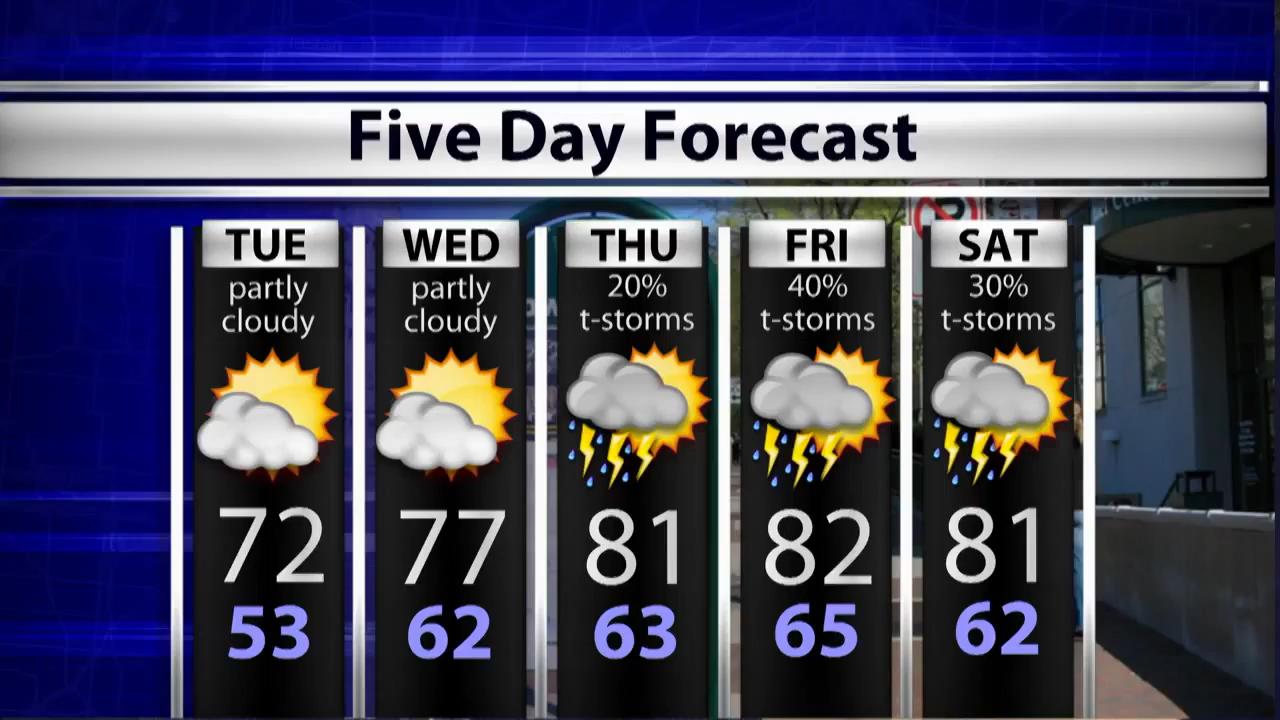 Five Day Forecast
TUE
partly
cloudy
72
53
WED
partly
cloudy
77
62
THU
20%
t-storms
81
63
FRI
40%
t-storms
82
65
SAT
30%
t-storms
81
62